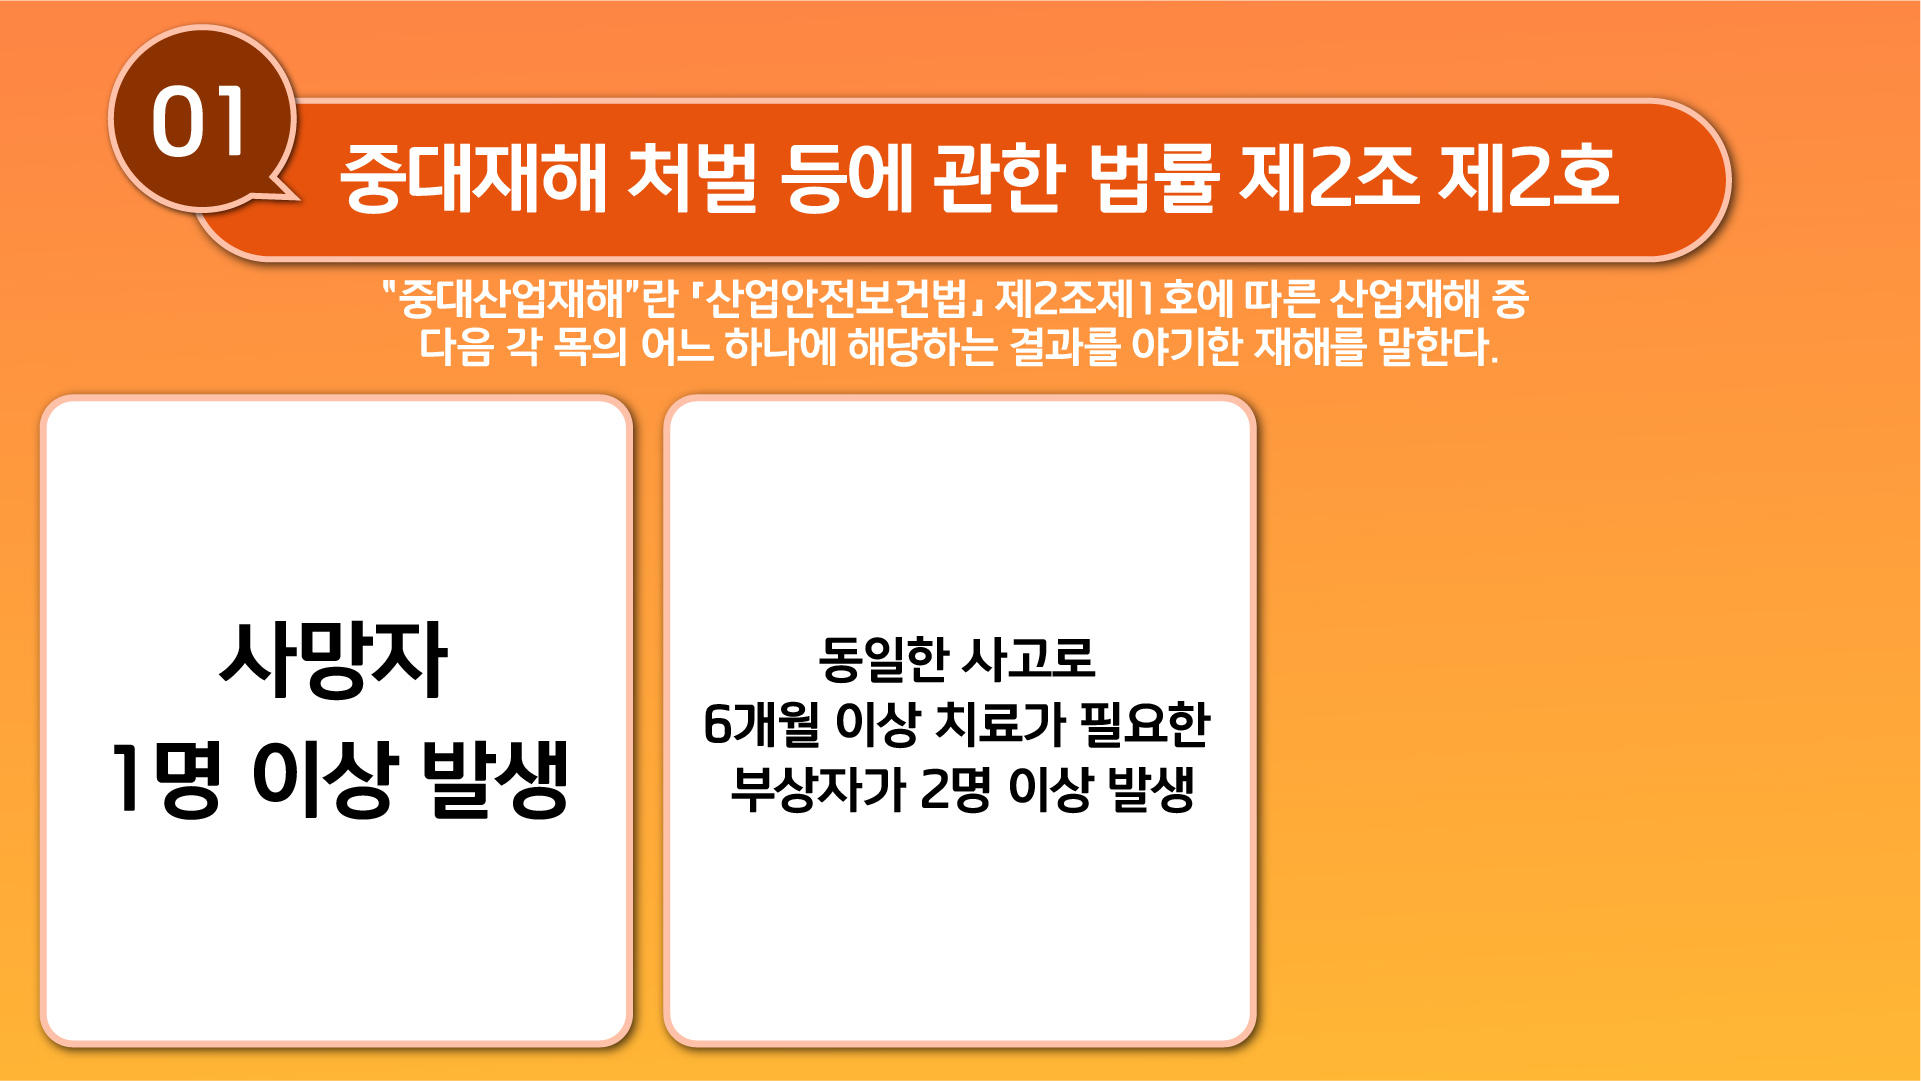 01
중대재해 처벌 등에 관한 법률 제2조 제2호
“중대산업재해”란 「산업안전보건법」 제2조제1호에 따른 산업재해 중
다음 각 목의 어느 하나에 해당하는 결과를 야기한 재해를 말한다.
사망자
1명 이상 발생
동일한 사고로
6개월 이상 치료가 필요한
부상자가 2명 이상 발생